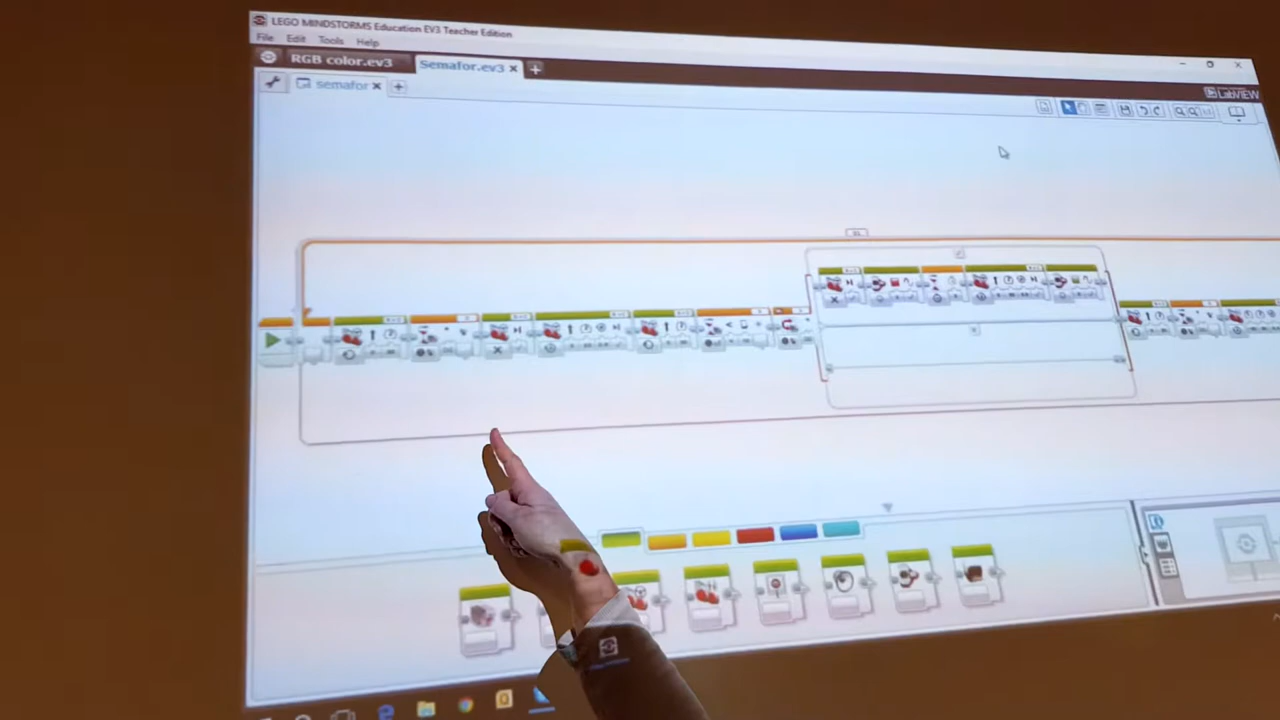 LEGO MINDSTORMS Education EV3 Teacher Edition
File Edit Tools Help
RGB color.ev3 Semafor.ev3
semafor
LabVIEW